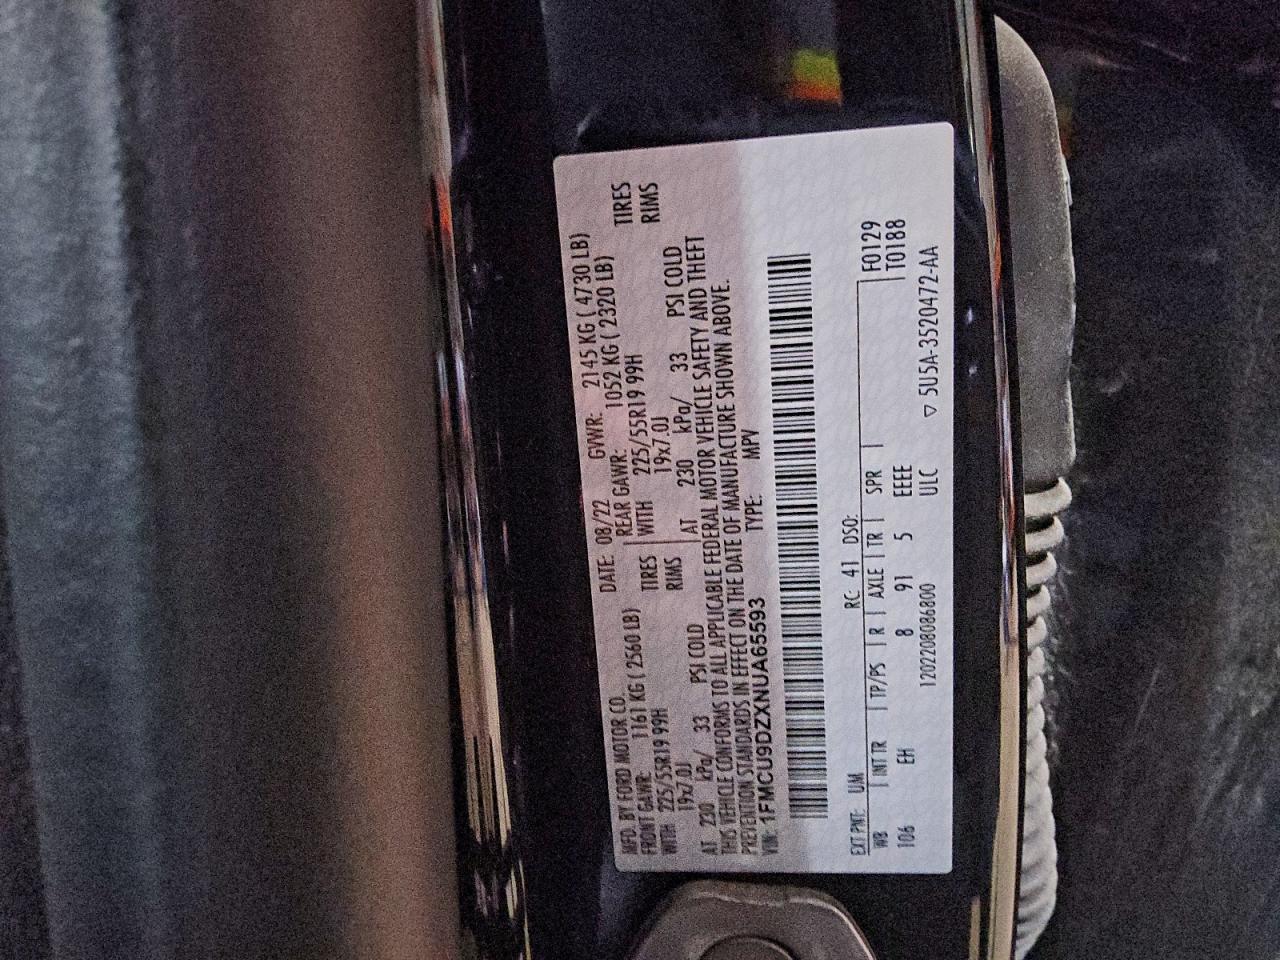 MFD. BY FORD MOTOR CO. DATE: 08/22 GVWR: 2145 KG ( 4730 LB)
FRONT GAWR: 1161 KG ( 2560 LB) REAR GAWR: 1052 KG ( 2320 LB)
WITH 225/55R19 99H TIRES WITH 225/55R19 99H TIRES
19x7.0J RIMS 19x7.0J RIMS
AT 230 kPa/ 33 PSI COLD AT 230 kPa/ 33 PSI COLD
THIS VEHICLE CONFORMS TO ALL APPLICABLE FEDERAL MOTOR VEHICLE SAFETY AND THEFT
PREVENTION STANDARDS IN EFFECT ON THE DATE OF MANUFACTURE SHOWN ABOVE.
VIN: 1FMCU9DZXNUA65593 TYPE: MPV
EXT PNT: UM RC: 41 DSO:
WB INT TR TP/PS R AXLE TR SPR F0129
106 EH 8 91 5 EEEE T0188
1202208086800 ULC ▽ 5U5A-3520472-AA